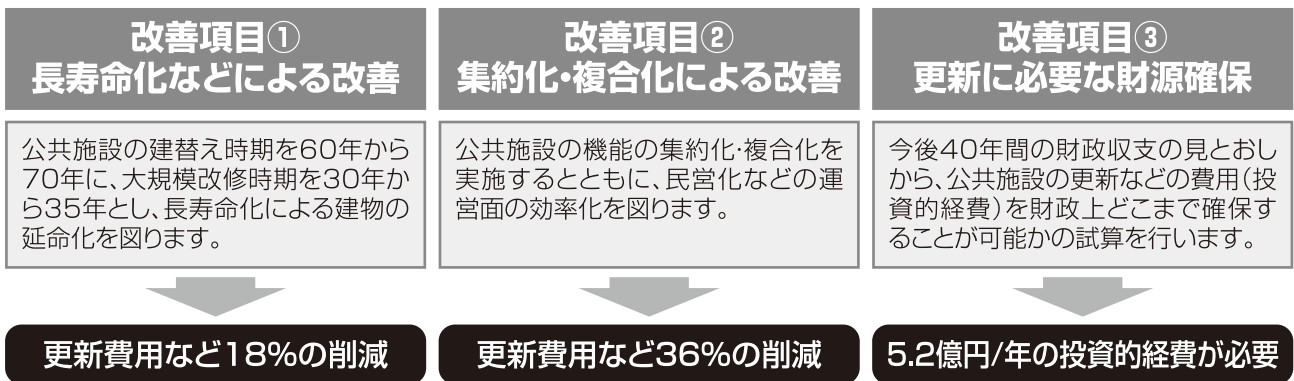 改善項目①
長寿命化などによる改善
公共施設の建替え時期を60年から
70年に、大規模改修時期を30年か
ら35年とし、長寿命化による建物の
延命化を図ります。
更新費用など18%の削減
改善項目②
集約化・複合化による改善
公共施設の機能の集約化・複合化を
実施するとともに、民営化などの運
営面の効率化を図ります。
更新費用など36%の削減
改善項目③
更新に必要な財源確保
今後40年間の財政収支の見とおし
から、公共施設の更新などの費用(投
資的経費)を財政上どこまで確保す
ることが可能かの試算を行います。
5.2億円/年の投資的経費が必要